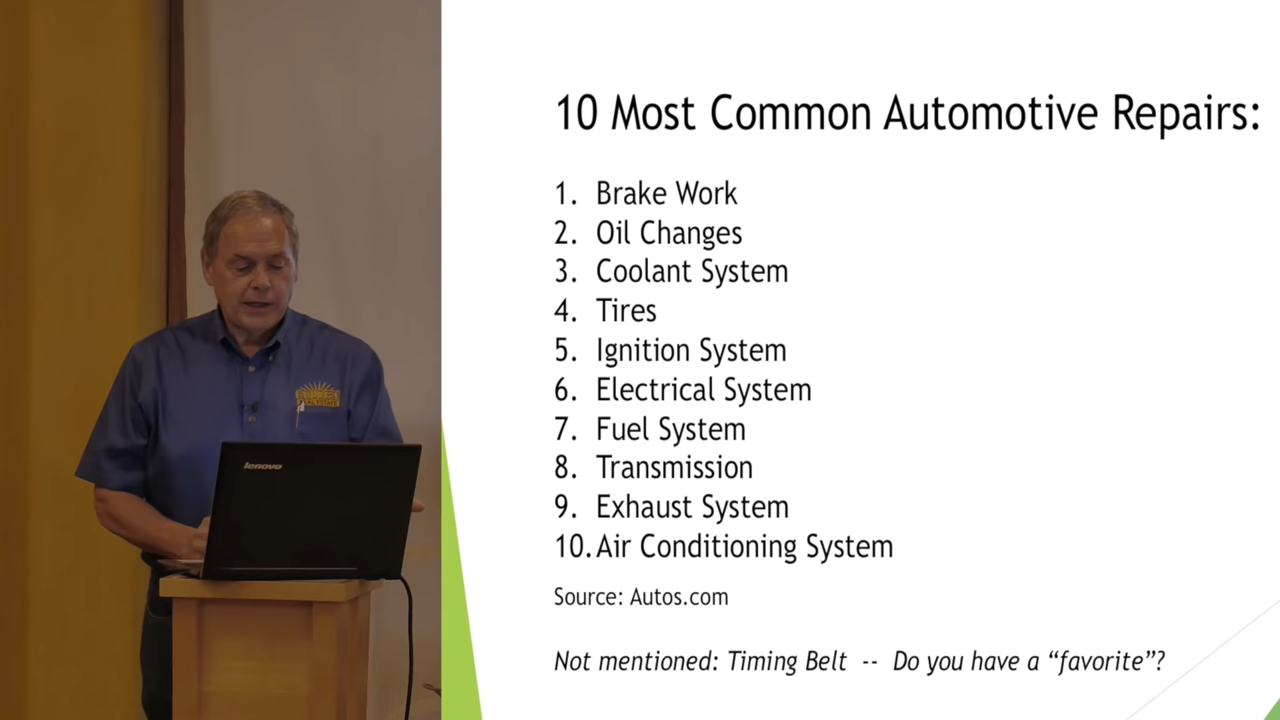 10 Most Common Automotive Repairs:
1. Brake Work
2. Oil Changes
3. Coolant System
4. Tires
5. Ignition System
6. Electrical System
7. Fuel System
8. Transmission
9. Exhaust System
10. Air Conditioning System
Source: Autos.com
Not mentioned: Timing Belt -- Do you have a “favorite”?
lenovo